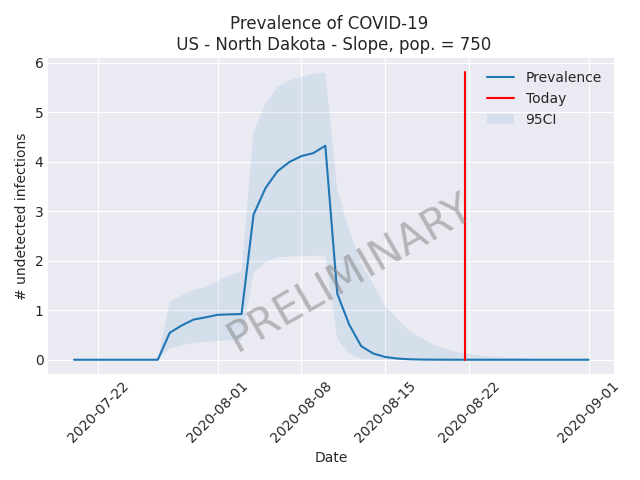 Prevalence of COVID-19
US - North Dakota - Slope, pop. = 750
6
5
4
3
2
1
0
# undetected infections
Prevalence
Today
95CI
PRELIMINARY
2020-07-22
2020-08-01
2020-08-08
2020-08-15
2020-08-22
2020-09-01
Date